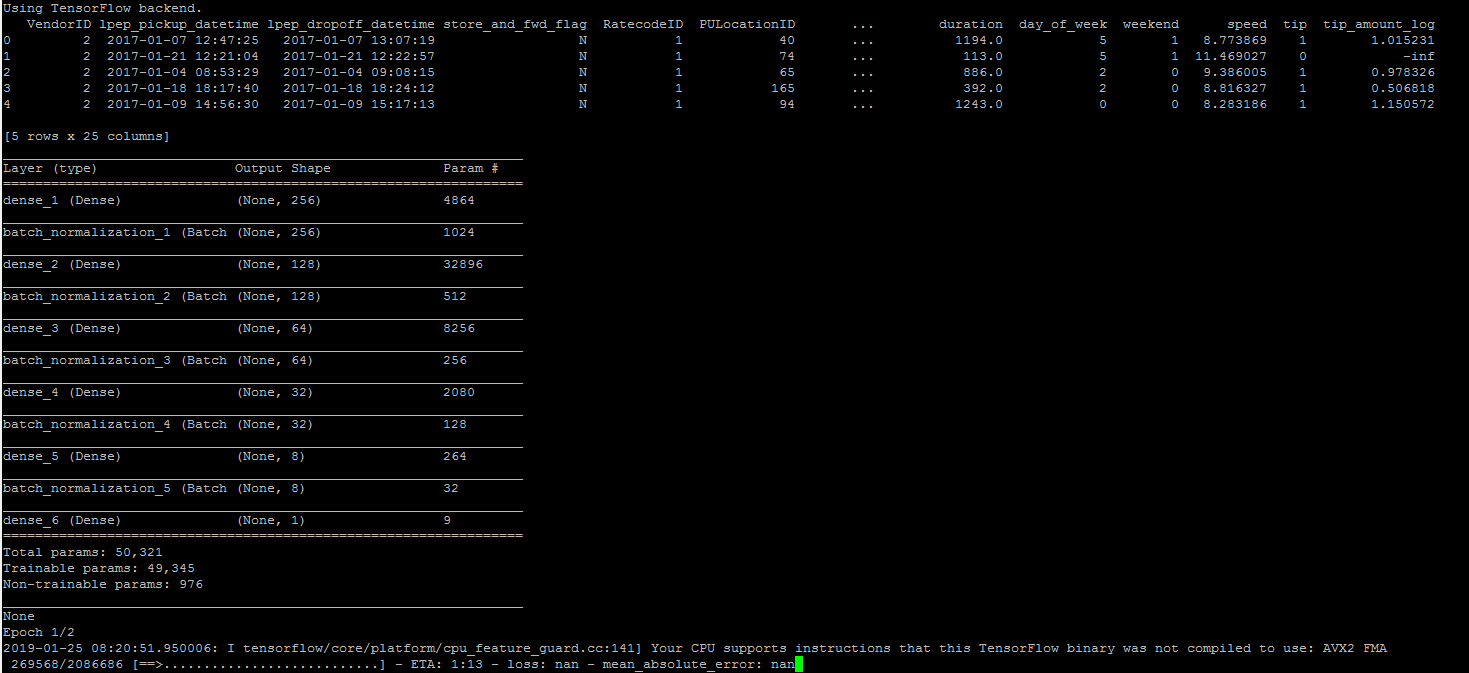 Using TensorFlow backend.
VendorID lpep_pickup_datetime lpep_dropoff_datetime store_and_fwd_flag RatecodeID PULocationID ... duration day_of_week weekend speed tip tip_amount_log
0 2 2017-01-07 12:47:25 2017-01-07 13:07:19 N 1 40 ... 1194.0 5 1 8.773869 1 1.015231
1 2 2017-01-21 12:21:04 2017-01-21 12:22:57 N 1 74 ... 113.0 5 1 11.469027 0 -inf
2 2 2017-01-04 08:53:29 2017-01-04 09:08:15 N 1 65 ... 886.0 2 0 9.386005 1 0.978326
3 2 2017-01-18 18:17:40 2017-01-18 18:24:12 N 1 165 ... 392.0 2 0 8.816327 1 0.506818
4 2 2017-01-09 14:56:30 2017-01-09 15:17:13 N 1 94 ... 1243.0 0 0 8.283186 1 1.150572
[5 rows x 25 columns]
Layer (type) Output Shape Param #
dense_1 (Dense) (None, 256) 4864
batch_normalization_1 (Batch (None, 256) 1024
dense_2 (Dense) (None, 128) 32896
batch_normalization_2 (Batch (None, 128) 512
dense_3 (Dense) (None, 64) 8256
batch_normalization_3 (Batch (None, 64) 256
dense_4 (Dense) (None, 32) 2080
batch_normalization_4 (Batch (None, 32) 128
dense_5 (Dense) (None, 8) 264
batch_normalization_5 (Batch (None, 8) 32
dense_6 (Dense) (None, 1) 9
Total params: 50,321
Trainable params: 49,345
Non-trainable params: 976
None
Epoch 1/2
2019-01-25 08:20:51.950006: I tensorflow/core/platform/cpu_feature_guard.cc:141] Your CPU supports instructions that this TensorFlow binary was not compiled to use: AVX2 FMA
269568/2086686 [==>...........................] - ETA: 1:13 - loss: nan - mean_absolute_error: nan